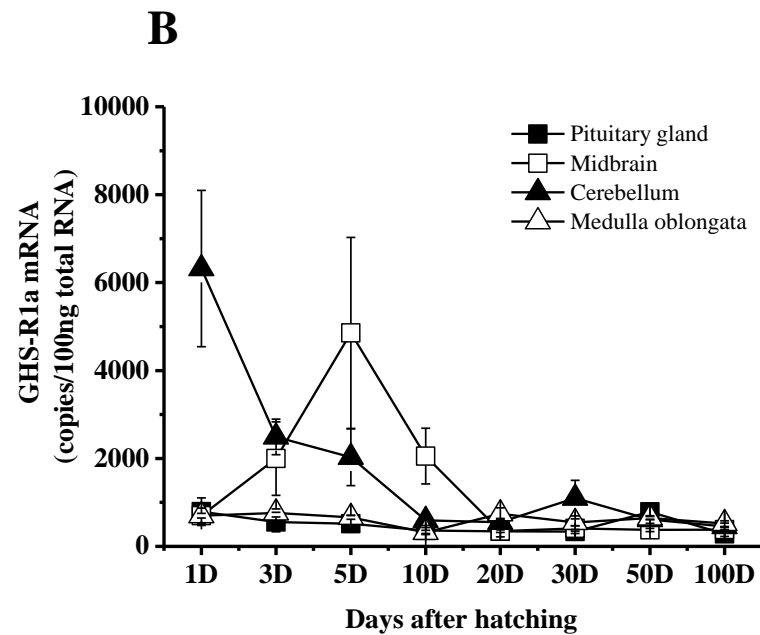 B
GHS-R1a mRNA
(copies/100ng total RNA)
10000
8000
6000
4000
2000
0
Pituitary gland
Midbrain
Cerebellum
Medulla oblongata
1D 3D 5D 10D 20D 30D 50D 100D
Days after hatching